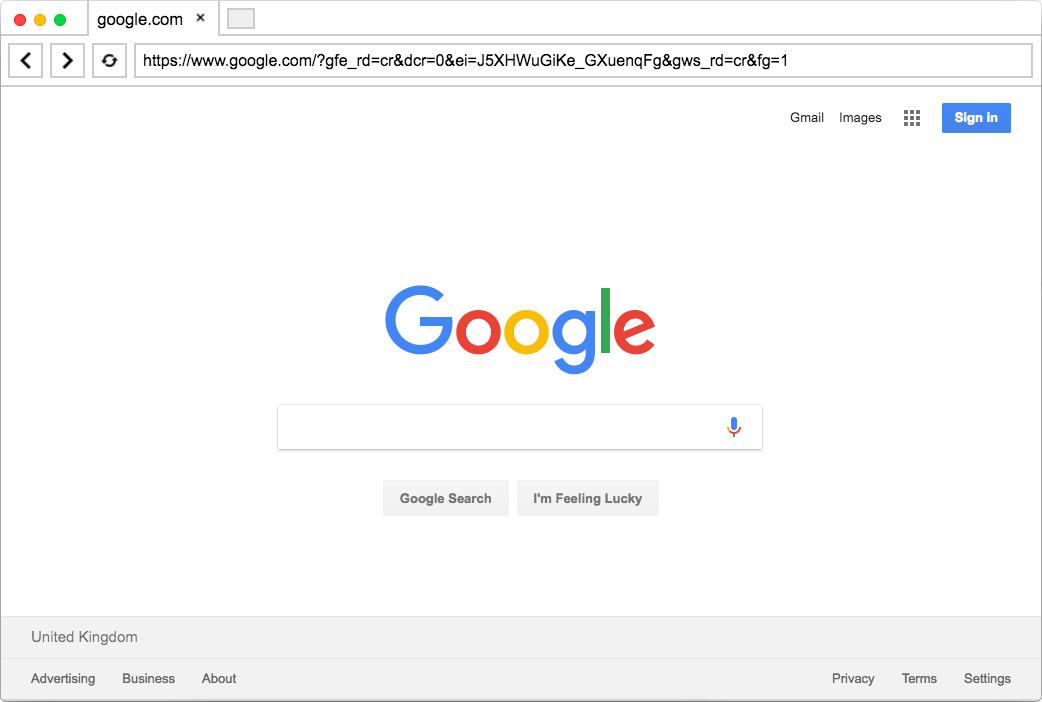 google.com ×
https://www.google.com/?gfe_rd=cr&dcr=0&ei=J5XHWuGiKe_GXuenqFg&gws_rd=cr&fg=1
Gmail Images Sign in
Google
Google Search I'm Feeling Lucky
United Kingdom
Advertising Business About Privacy Terms Settings